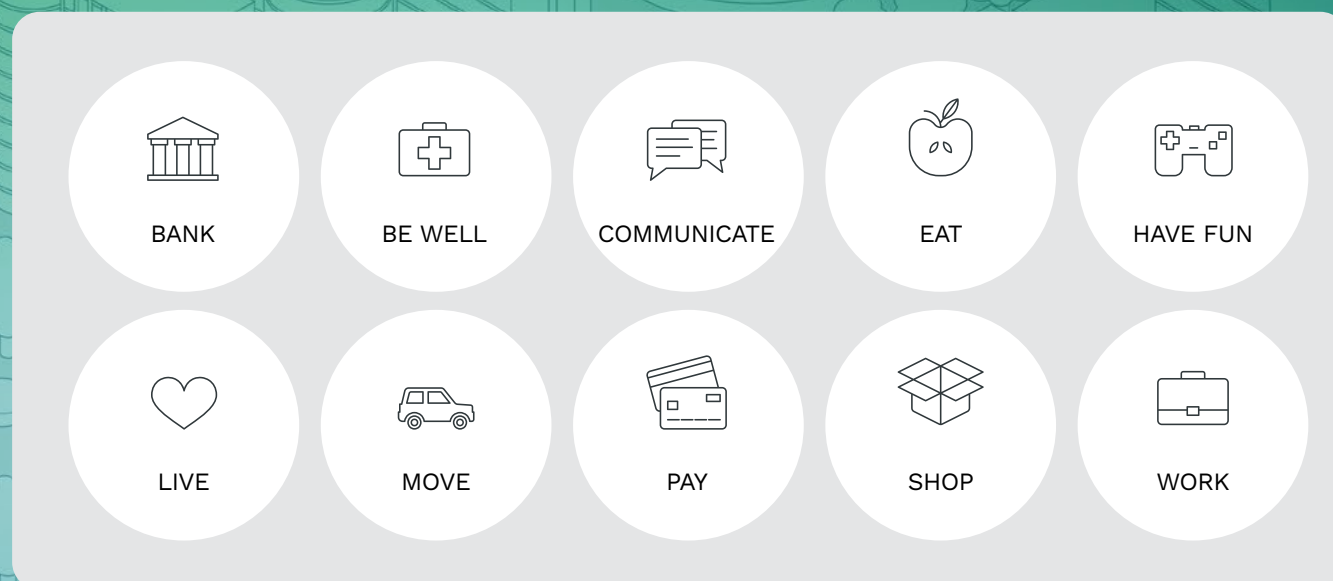 BANK
BE WELL
COMMUNICATE
EAT
HAVE FUN
LIVE
MOVE
PAY
SHOP
WORK